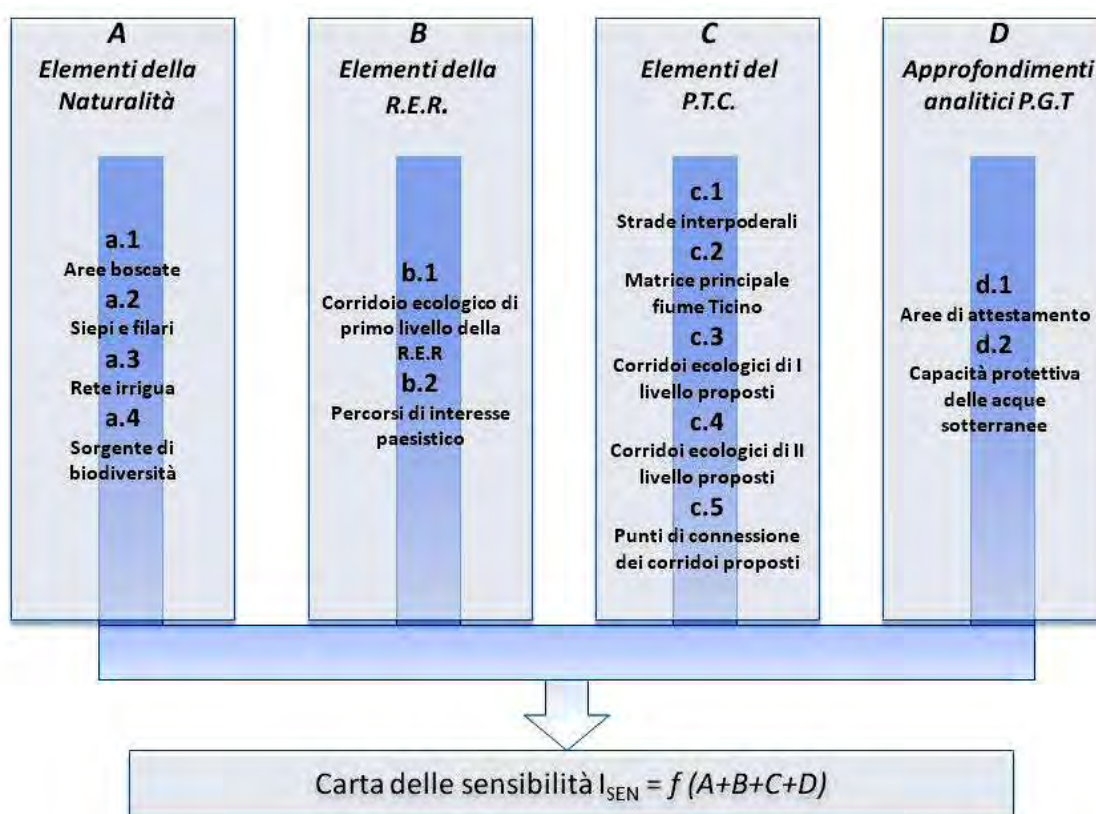 A
Elementi della
Naturalità
a.1
Aree boscate
a.2
Siepi e filari
a.3
Rete irrigua
a.4
Sorgente di
biodiversità
B
Elementi della
R.E.R.
b.1
Corridoio ecologico di
primo livello della
R.E.R
b.2
Percorsi di interesse
paesistico
C
Elementi del
P.T.C.
c.1
Strade interpoderali
c.2
Matrice principale
fiume Ticino
c.3
Corridoi ecologici di I
livello proposti
c.4
Corridoi ecologici di II
livello proposti
c.5
Punti di connessione
dei corridoi proposti
D
Approfondimenti
analitici P.G.T
d.1
Aree di attestamento
d.2
Capacità protettiva
delle acque
sotterranee
Carta delle sensibilità I_SEN = f (A+B+C+D)